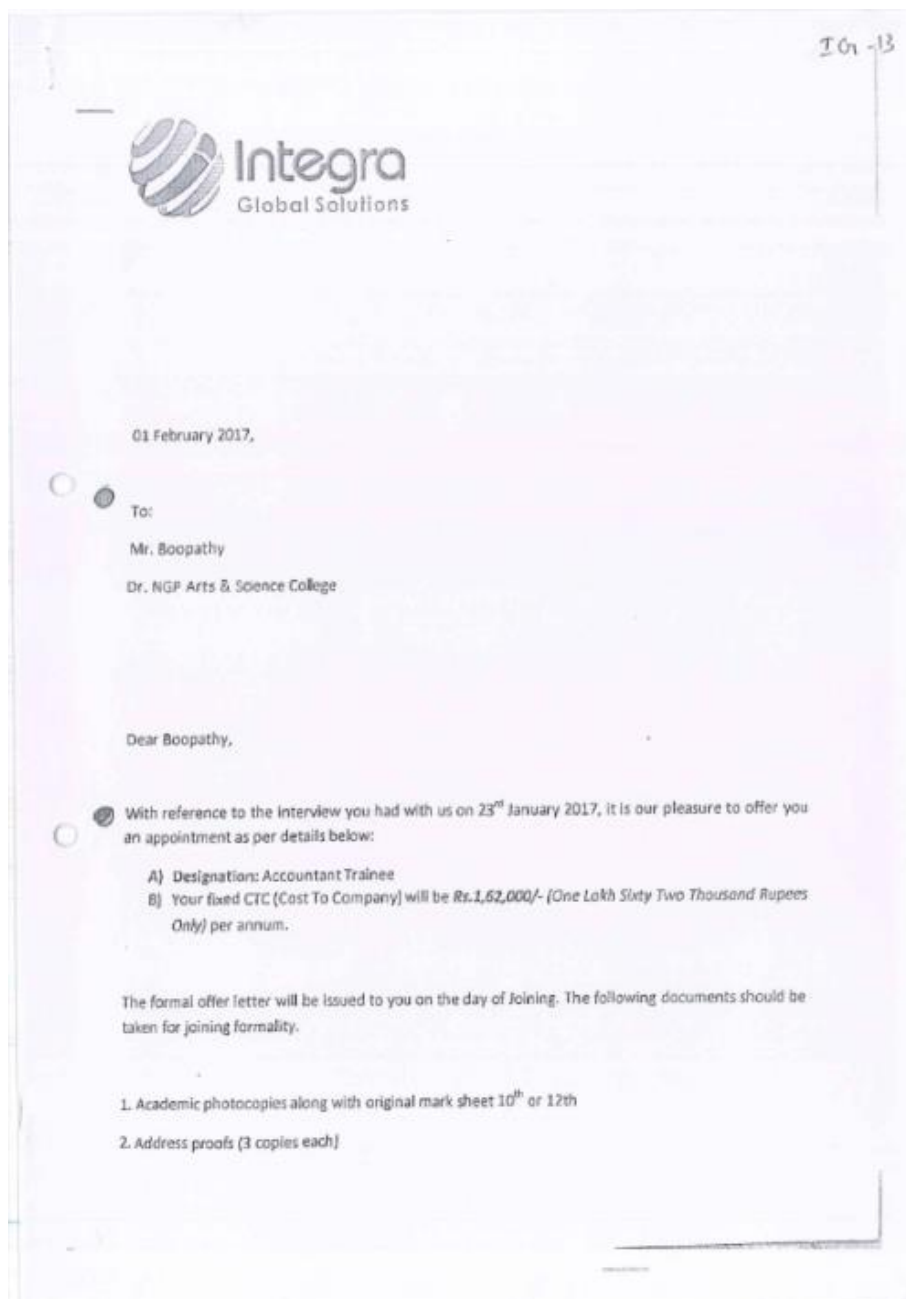 IG-13
Integra
Global Solutions
01 February 2017,
To:
Mr. Boopathy
Dr. NGP Arts & Science College
Dear Boopathy,
With reference to the interview you had with us on 23rd January 2017, it is our pleasure to offer you
an appointment as per details below:
A) Designation: Accountant Trainee
B) Your fixed CTC (Cost To Company) will be Rs.1,62,000/- (One Lakh Sixty Two Thousand Rupees
Only) per annum.
The formal offer letter will be issued to you on the day of Joining. The following documents should be
taken for joining formality.
1. Academic photocopies along with original mark sheet 10th or 12th
2. Address proofs (3 copies each)